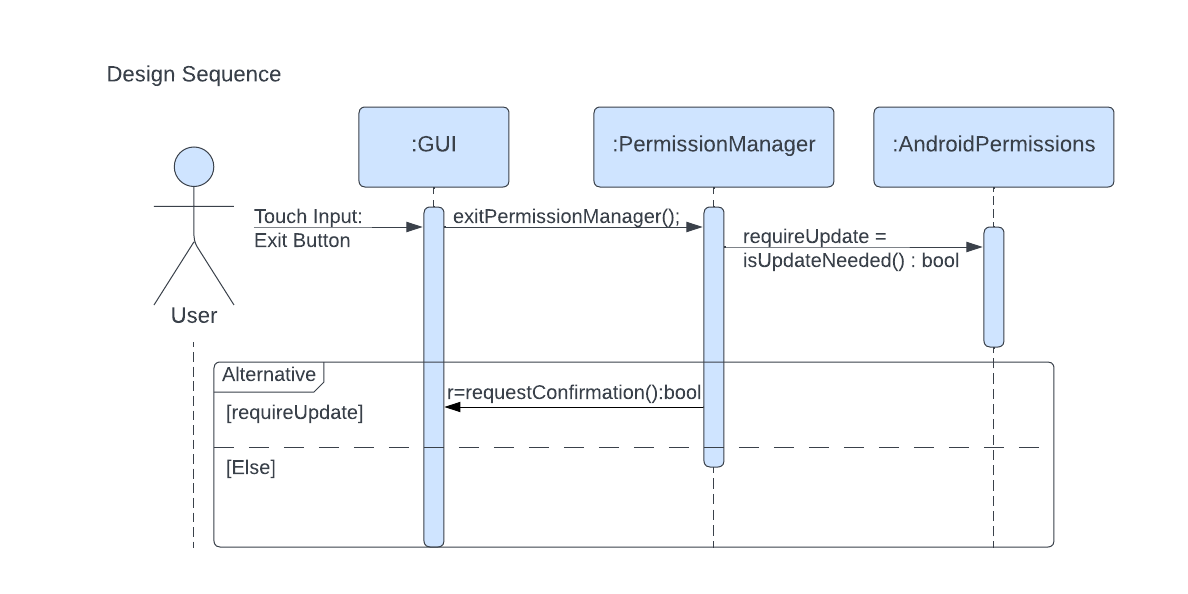 Design Sequence
:GUI
:PermissionManager
:AndroidPermissions
Touch Input:
Exit Button
exitPermissionManager();
requireUpdate =
isUpdateNeeded() : bool
User
Alternative
r=requestConfirmation():bool
[requireUpdate]
[Else]